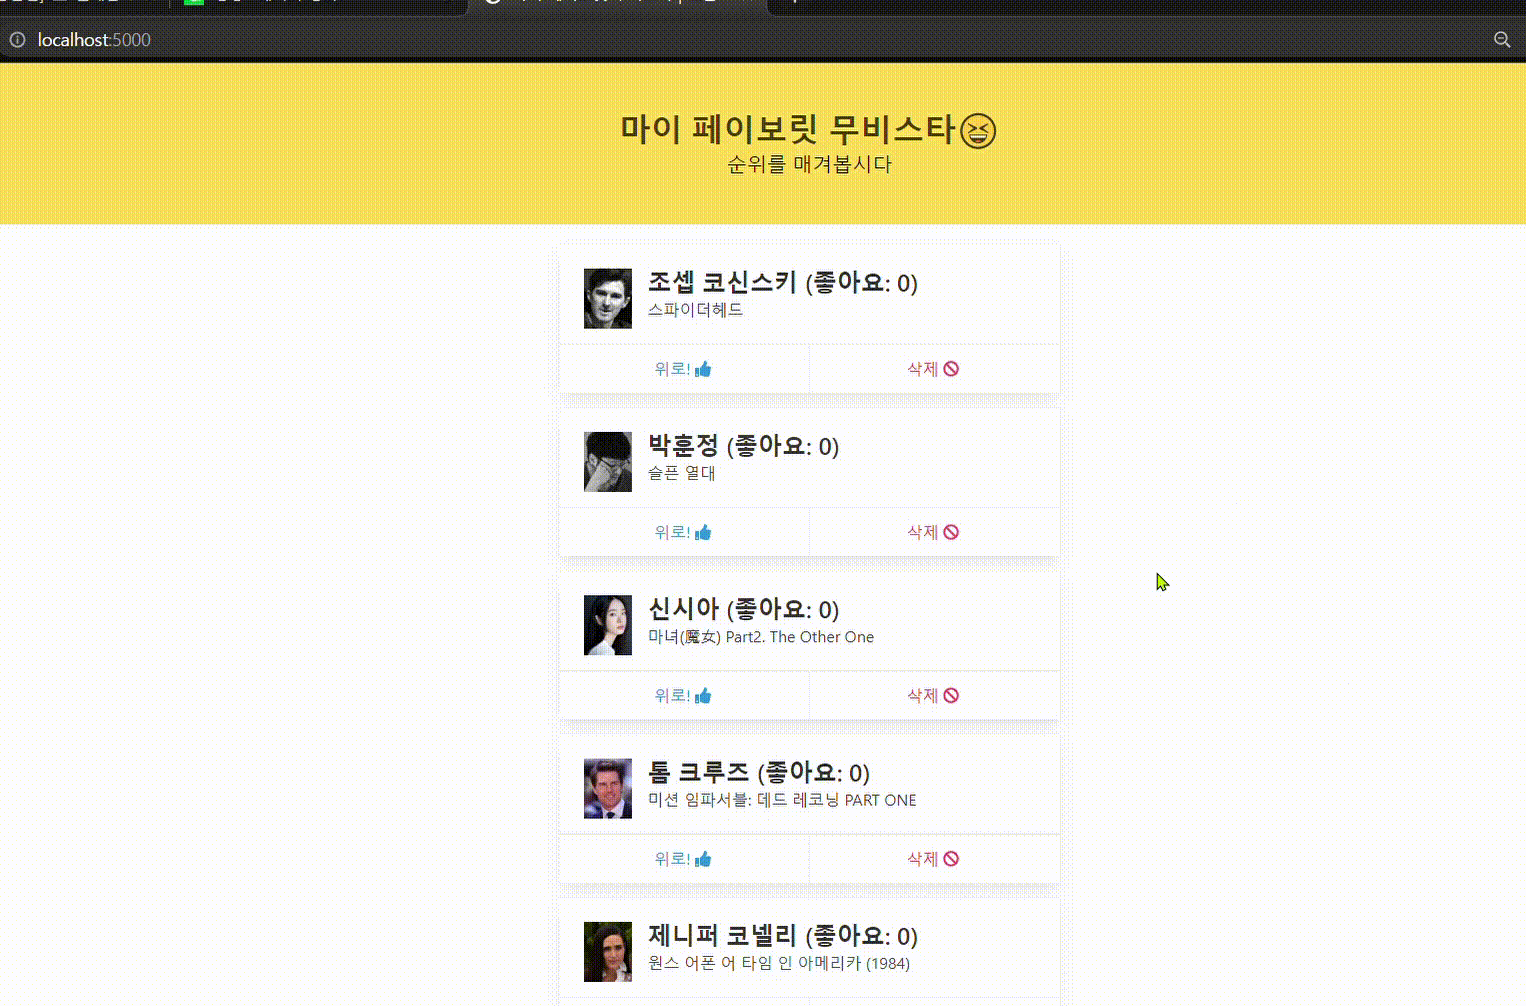 localhost:5000
마이 페이보릿 무비스타😆
순위를 매겨봅시다
조셉 코신스키 (좋아요: 0)
스파이더헤드
위로! 삭제
박훈정 (좋아요: 0)
슬픈 열대
위로! 삭제
신시아 (좋아요: 0)
마녀(魔女) Part2. The Other One
위로! 삭제
톰 크루즈 (좋아요: 0)
미션 임파서블: 데드 레코닝 PART ONE
위로! 삭제
제니퍼 코넬리 (좋아요: 0)
원스 어폰 어 타임 인 아메리카 (1984)